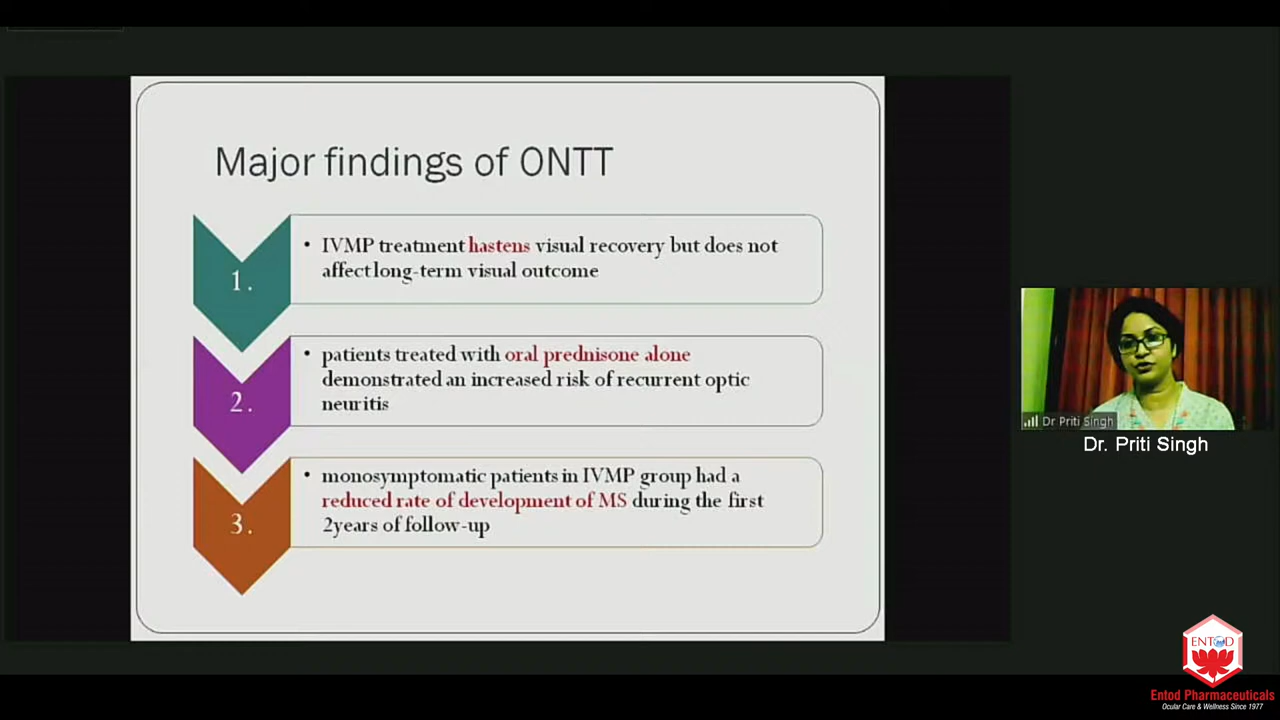 Major findings of ONTT
1.
• IVMP treatment hastens visual recovery but does not
affect long-term visual outcome
2.
• patients treated with oral prednisone alone
demonstrated an increased risk of recurrent optic
neuritis
3.
• monosymptomatic patients in IVMP group had a
reduced rate of development of MS during the first
2years of follow-up
Dr Priti Singh
Dr. Priti Singh
ENTOD
Entod Pharmaceuticals
Ocular Care & Wellness Since 1977